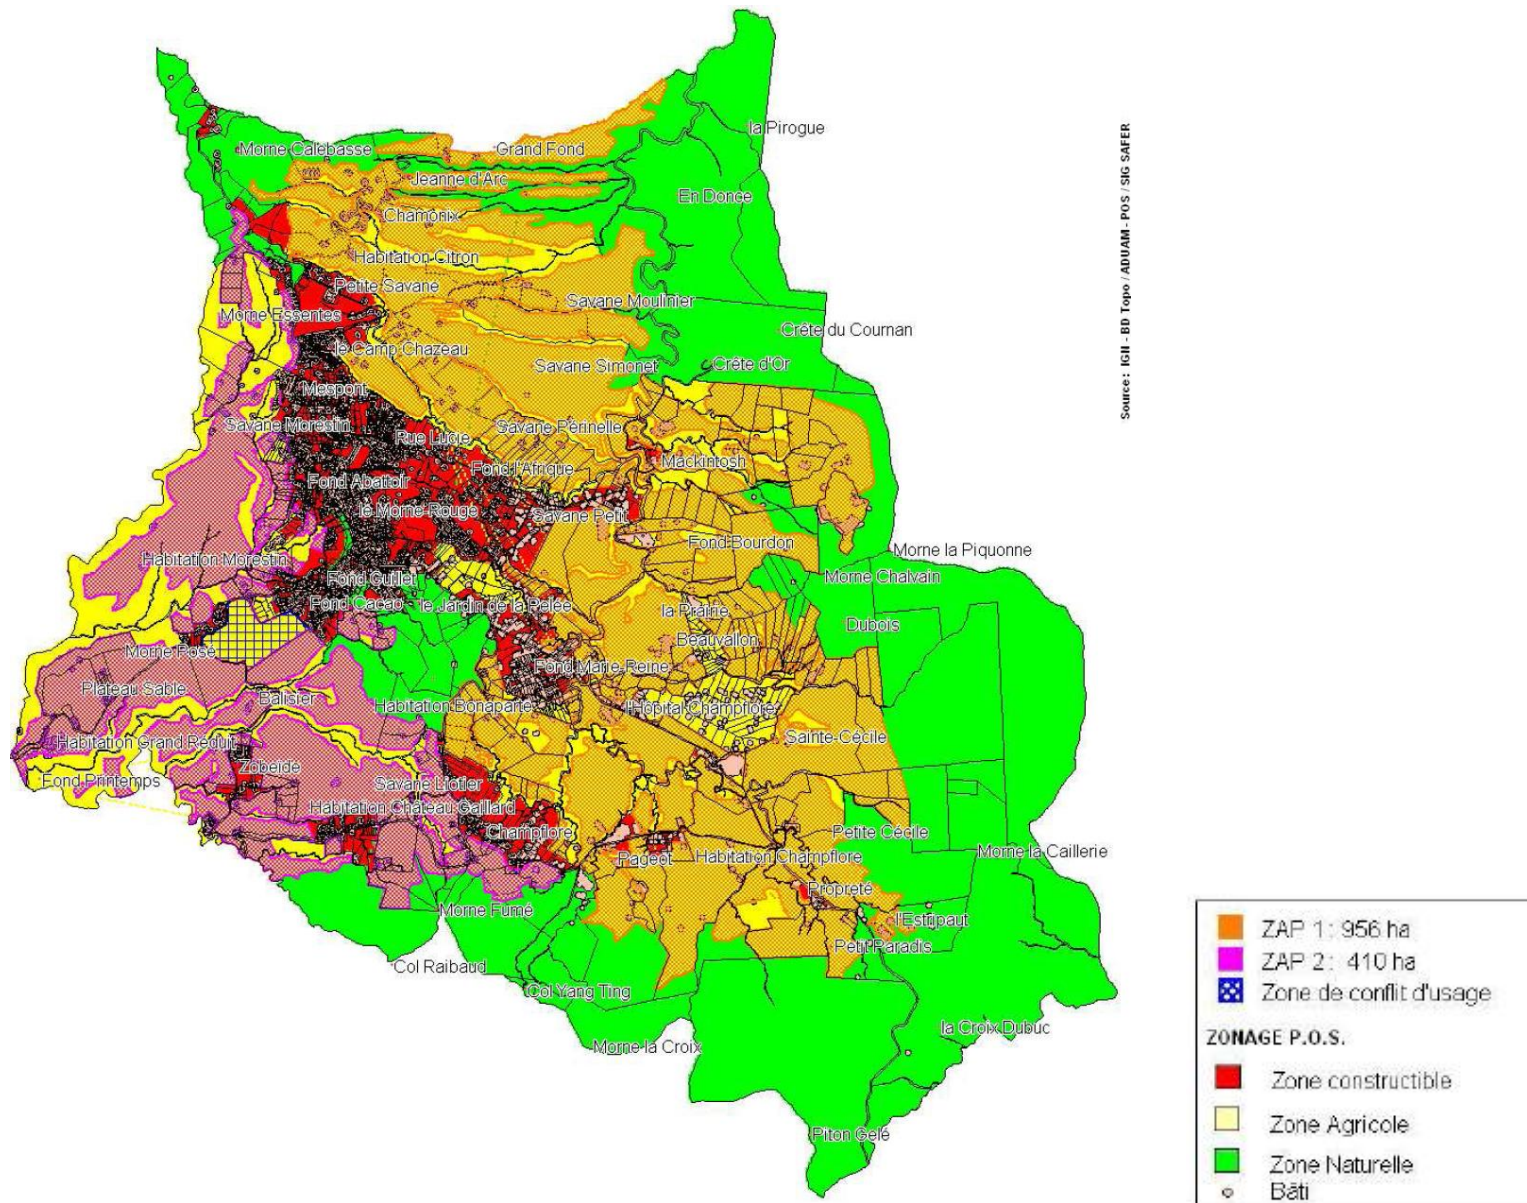 la Pirogue
Morne Calebasse
Grand Fond
Jeanne d'Arc
En Donce
Chamonix
Habitation Citron
Petite Savane
Savane Moulinier
Morne Essentes
Crête du Cournan
le Camp Chazeau
Savane Simonet
Crête d'Or
Mespont
Savane Morestin
Rue Lucie
Savane Périnelle
Fond l'Afrique
Mackintosh
Fond Abattoir
le Morne Rouge
Savane Petit
Fond Bourdon
Morne la Piquonne
Habitation Morestin
Fond Gutlet
Morne Chalvain
Fond Cacao
le Jardin de la Pelée
la Prairie
Dubois
Beauvallon
Morne Rose
Fond Marie-Reine
Plateau Sable
Balisier
Habitation Bonaparte
l'Hôpital Champflore
Habitation Grand Réduit
Sainte-Cécile
Zobeïde
Fond Printemps
Savane Liotier
Habitation Château Gaillard
Champflore
Petite Cécile
Pageot
Habitation Champflore
Morne la Caillerie
Propreté
Morne Fumé
l'Estripaut
Petit Paradis
Col Raibaud
Col Yang Ting
la Croix Dubuc
Morne la Croix
Piton Gelé
Source: IGN - BD Topo / ADUAM - POS / SIG SAFER
ZAP 1 : 956 ha
ZAP 2 : 410 ha
Zone de conflit d'usage
ZONAGE P.O.S.
Zone constructible
Zone Agricole
Zone Naturelle
Bâti